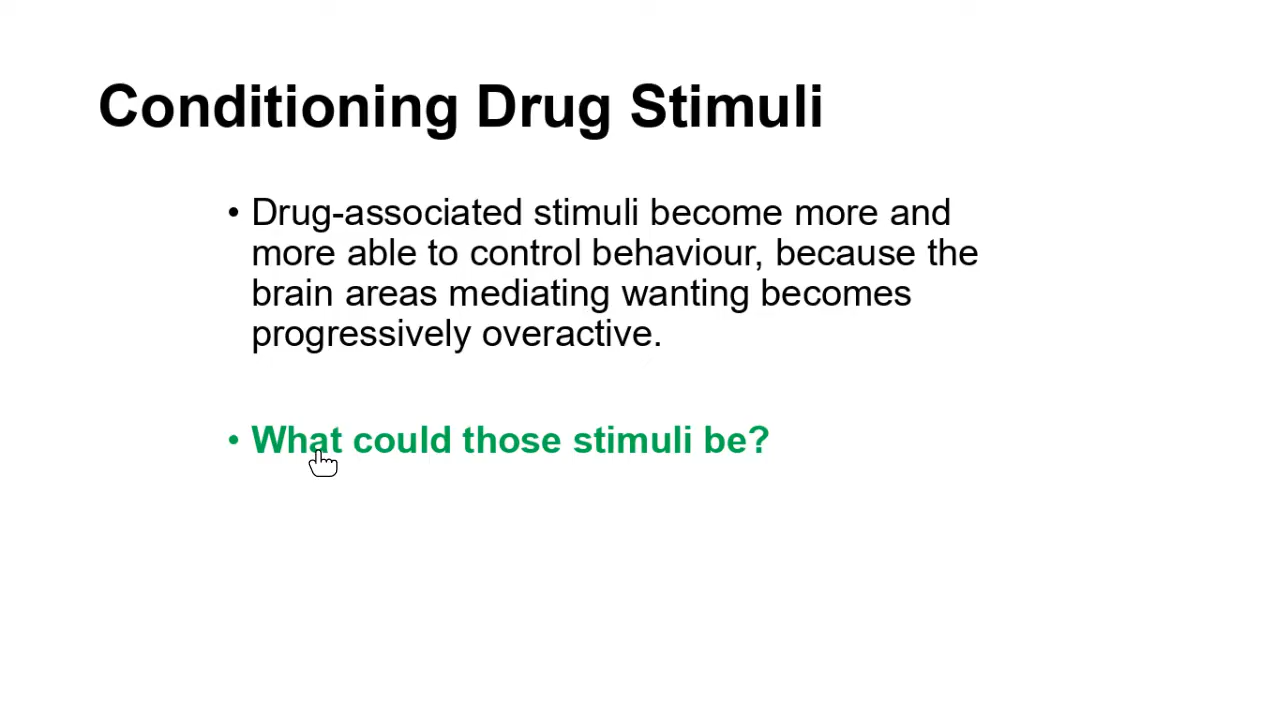 Conditioning Drug Stimuli
• Drug-associated stimuli become more and
more able to control behaviour, because the
brain areas mediating wanting becomes
progressively overactive.
• What could those stimuli be?